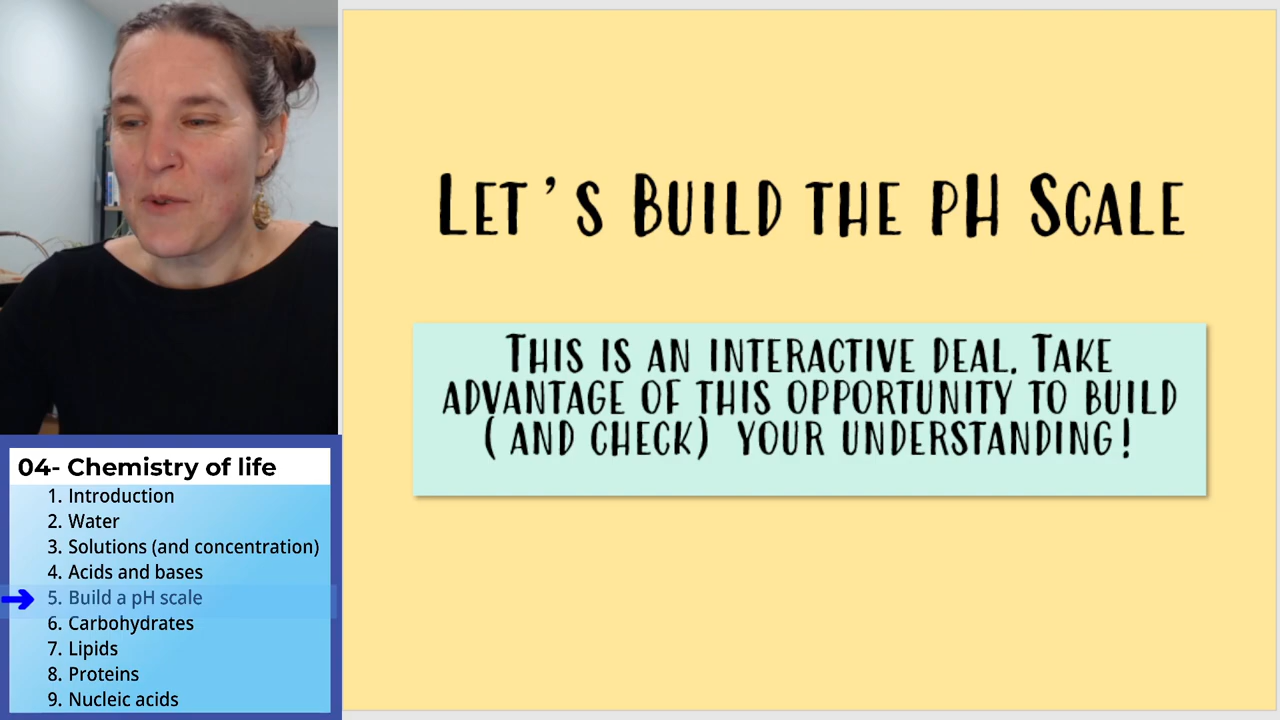 Let's Build the pH Scale
This is an interactive deal. Take
advantage of this opportunity to build
(and check) your understanding!
04- Chemistry of life
1. Introduction
2. Water
3. Solutions (and concentration)
4. Acids and bases
5. Build a pH scale
6. Carbohydrates
7. Lipids
8. Proteins
9. Nucleic acids